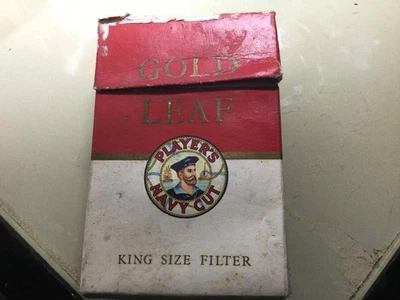 GOLD
LEAF
PLAYER'S
NAVY CUT
KING SIZE FILTER